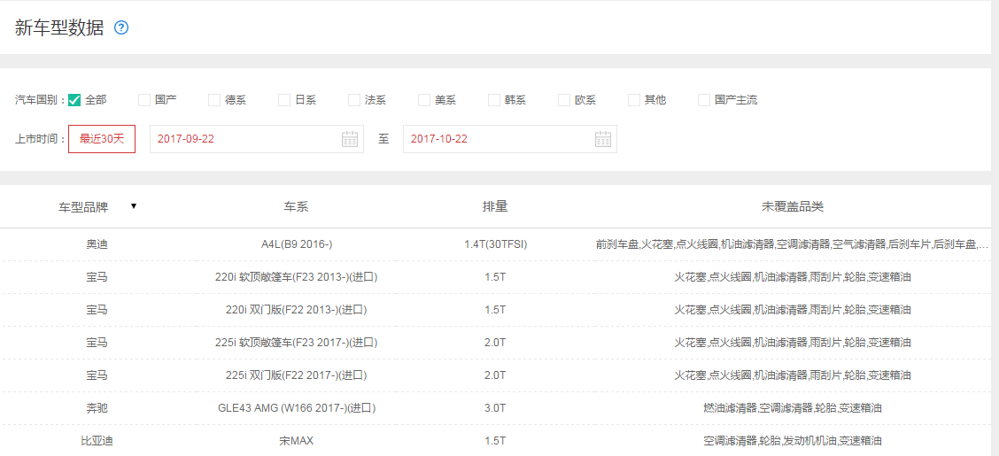 新车型数据 ?
汽车国别： 全部 国产 德系 日系 法系 美系 韩系 欧系 其他 国产主流
上市时间： 最近30天 2017-09-22 至 2017-10-22
车型品牌 ▼ 车系 排量 未覆盖品类
奥迪 A4L(B9 2016-) 1.4T(30TFSI) 前刹车盘,火花塞,点火线圈,机油滤清器,空调滤清器,空气滤清器,后刹车片,后刹车盘,...
宝马 220i 软顶敞篷车(F23 2013-)(进口) 1.5T 火花塞,点火线圈,机油滤清器,雨刮片,轮胎,变速箱油
宝马 220i 双门版(F22 2013-)(进口) 1.5T 火花塞,点火线圈,机油滤清器,雨刮片,轮胎,变速箱油
宝马 225i 软顶敞篷车(F23 2017-)(进口) 2.0T 火花塞,点火线圈,机油滤清器,雨刮片,轮胎,变速箱油
宝马 225i 双门版(F22 2017-)(进口) 2.0T 火花塞,点火线圈,机油滤清器,雨刮片,轮胎,变速箱油
奔驰 GLE43 AMG (W166 2017-)(进口) 3.0T 燃油滤清器,空调滤清器,轮胎,变速箱油
比亚迪 宋MAX 1.5T 空调滤清器,轮胎,发动机机油,变速箱油